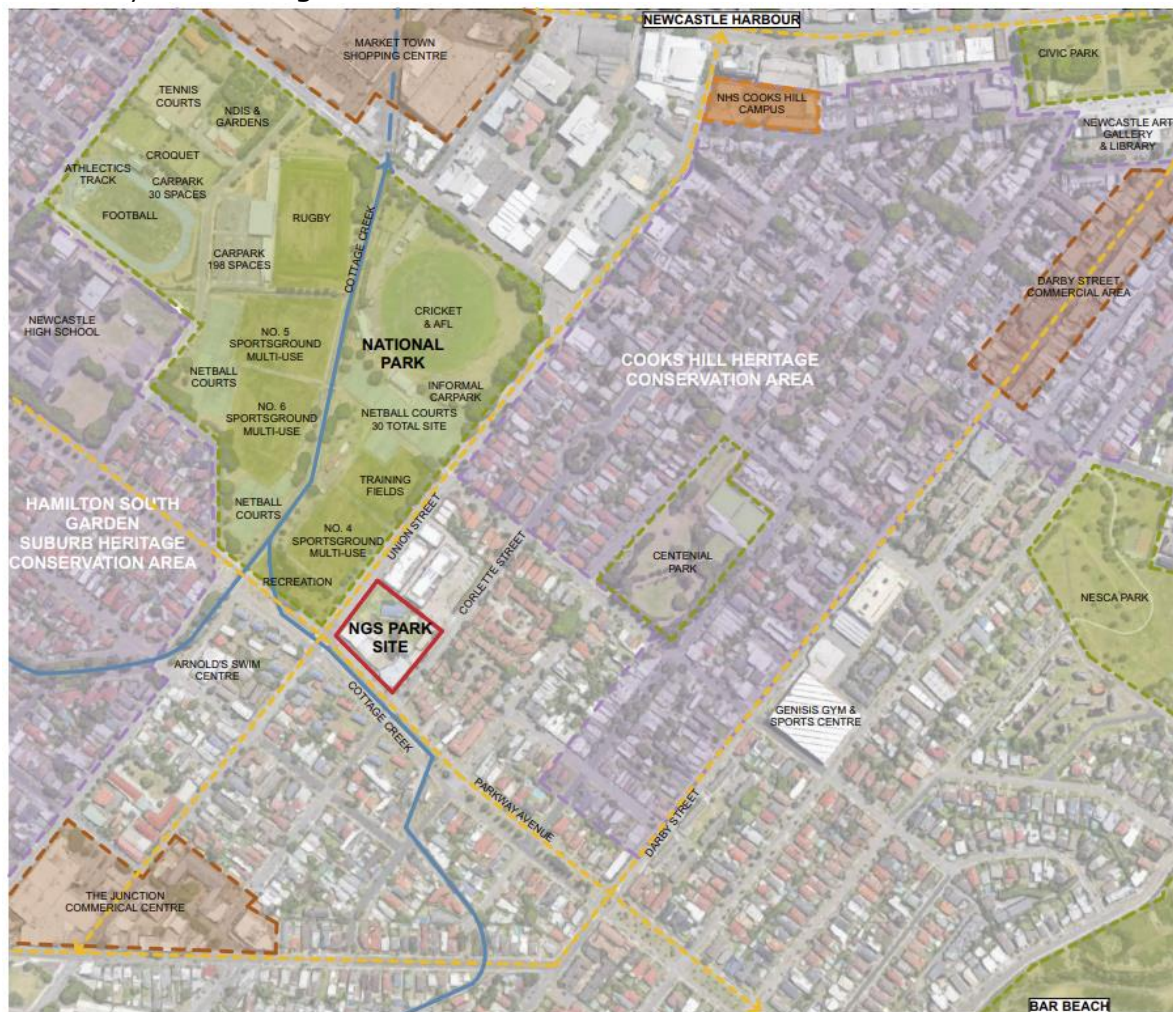 NEWCASTLE HARBOUR
MARKET TOWN
SHOPPING CENTRE
CIVIC PARK
TENNIS
COURTS
NDIS &
GARDENS
NHS COOKS HILL
CAMPUS
NEWCASTLE ART
GALLERY
& LIBRARY
CROQUET
ATHLECTICS
TRACK
CARPARK
30 SPACES
FOOTBALL
RUGBY
COTTAGE CREEK
CARPARK
198 SPACES
DARBY STREET
COMMERCIAL AREA
NEWCASTLE
HIGH SCHOOL
CRICKET
& AFL
NO. 5
SPORTSGROUND
MULTI-USE
NATIONAL
PARK
COOKS HILL HERITAGE
CONSERVATION AREA
NETBALL
COURTS
INFORMAL
CARPARK
NO. 6
SPORTSGROUND
MULTI-USE
NETBALL COURTS
30 TOTAL SITE
TRAINING
FIELDS
HAMILTON SOUTH
GARDEN
SUBURB HERITAGE
CONSERVATION AREA
NETBALL
COURTS
UNION STREET
NO. 4
SPORTSGROUND
MULTI-USE
CORLETTE STREET
CENTENIAL
PARK
RECREATION
NESCA PARK
NGS PARK
SITE
ARNOLD'S SWIM
CENTRE
COTTAGE CREEK
GENISIS GYM &
SPORTS CENTRE
PARKWAY AVENUE
DARBY STREET
THE JUNCTION
COMMERICAL CENTRE
BAR BEACH